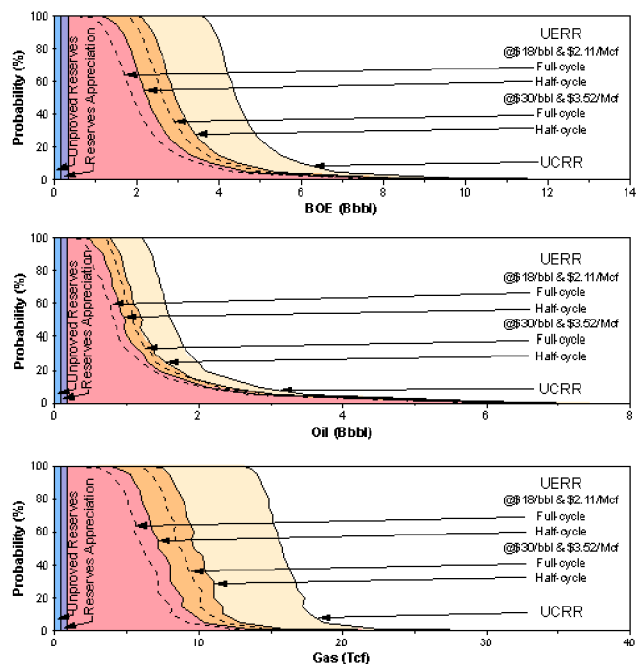 100
80
60
40
20
0
Probability (%)
Unproved Reserves
Reserves Appreciation
UERR
@$18/bbl & $2.11/Mcf
Full-cycle
Half-cycle
@$30/bbl & $3.52/Mcf
Full-cycle
Half-cycle
UCRR
0 2 4 6 8 10 12 14
BOE (Bbbl)
100
80
60
40
20
0
Probability (%)
Unproved Reserves
Reserves Appreciation
UERR
@$18/bbl & $2.11/Mcf
Full-cycle
Half-cycle
@$30/bbl & $3.52/Mcf
Full-cycle
Half-cycle
UCRR
0 2 4 6 8
Oil (Bbbl)
100
80
60
40
20
0
Probability (%)
Unproved Reserves
Reserves Appreciation
UERR
@$18/bbl & $2.11/Mcf
Full-cycle
Half-cycle
@$30/bbl & $3.52/Mcf
Full-cycle
Half-cycle
UCRR
0 10 20 30 40
Gas (Tcf)